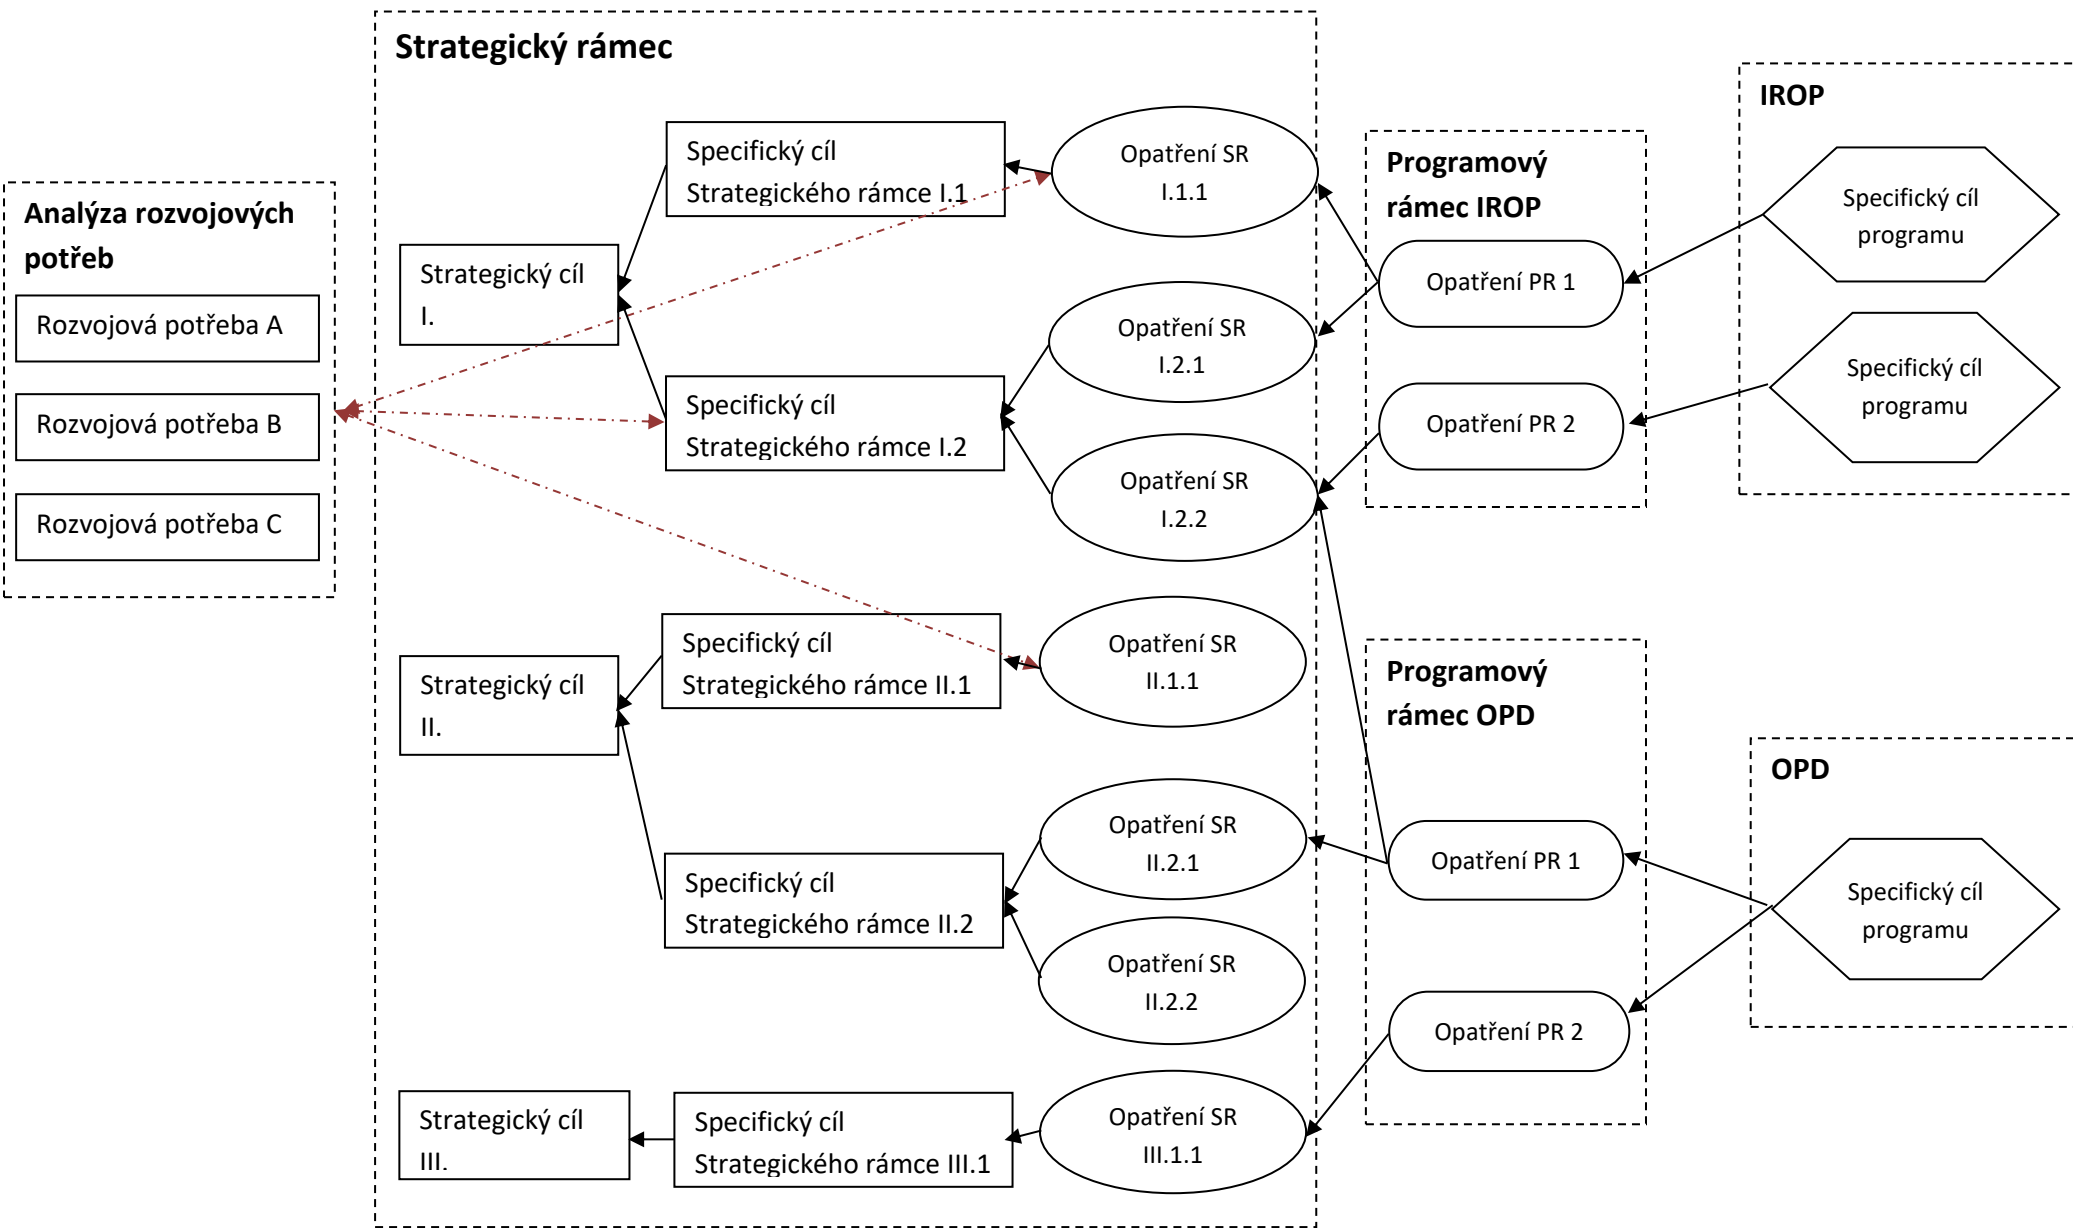 Strategický rámec
Analýza rozvojových
potřeb
Rozvojová potřeba A
Rozvojová potřeba B
Rozvojová potřeba C
Strategický cíl
I.
Specifický cíl
Strategického rámce I.1
Specifický cíl
Strategického rámce I.2
Opatření SR
I.1.1
Opatření SR
I.2.1
Opatření SR
I.2.2
Strategický cíl
II.
Specifický cíl
Strategického rámce II.1
Specifický cíl
Strategického rámce II.2
Opatření SR
II.1.1
Opatření SR
II.2.1
Opatření SR
II.2.2
Strategický cíl
III.
Specifický cíl
Strategického rámce III.1
Opatření SR
III.1.1
Programový
rámec IROP
Opatření PR 1
Opatření PR 2
Programový
rámec OPD
Opatření PR 1
Opatření PR 2
IROP
Specifický cíl
programu
Specifický cíl
programu
OPD
Specifický cíl
programu